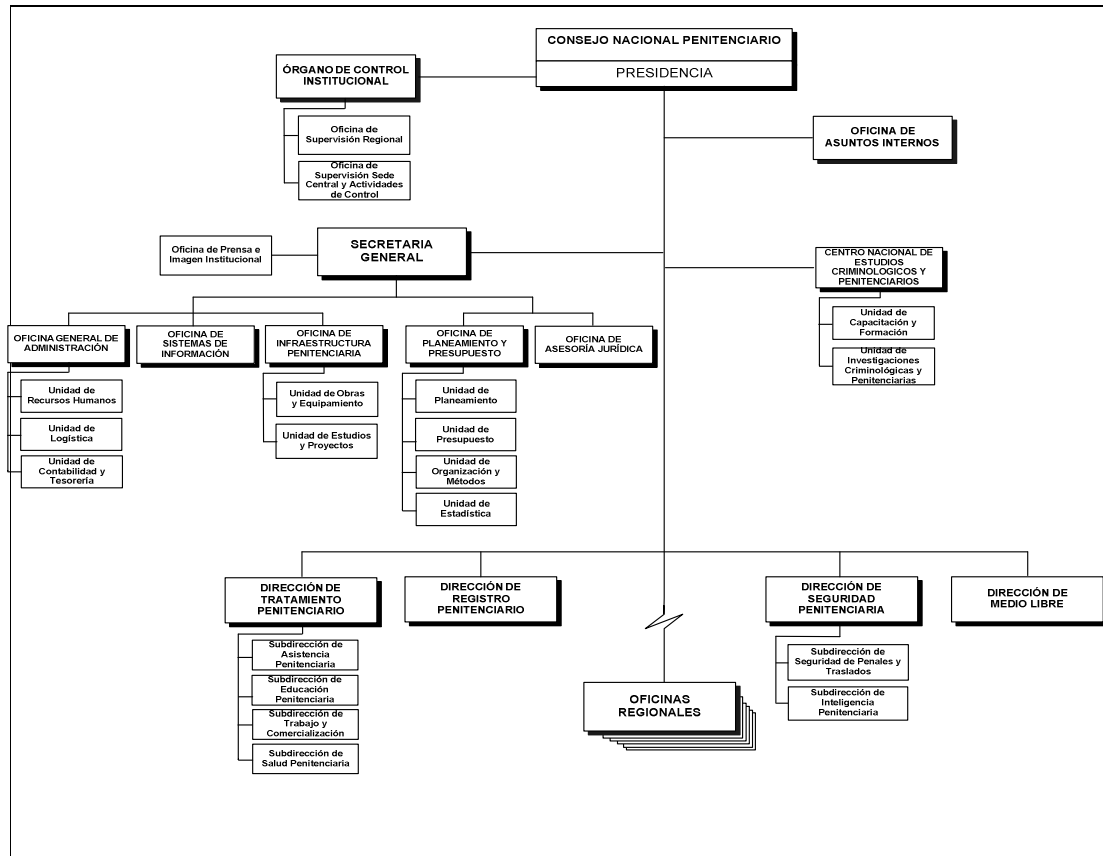 CONSEJO NACIONAL PENITENCIARIO
PRESIDENCIA
ÓRGANO DE CONTROL
INSTITUCIONAL
Oficina de
Supervisión Regional
Oficina de
Supervisión Sede
Central y Actividades
de Control
OFICINA DE
ASUNTOS INTERNOS
Oficina de Prensa e
Imagen Institucional
SECRETARIA
GENERAL
CENTRO NACIONAL DE
ESTUDIOS
CRIMINOLOGICOS Y
PENITENCIARIOS
Unidad de
Capacitación y
Formación
Unidad de
Investigaciones
Criminológicas y
Penitenciarias
OFICINA GENERAL DE
ADMINISTRACIÓN
Unidad de
Recursos Humanos
Unidad de
Logística
Unidad de
Contabilidad y
Tesorería
OFICINA DE
SISTEMAS DE
INFORMACIÓN
OFICINA DE
INFRAESTRUCTURA
PENITENCIARIA
Unidad de Obras
y Equipamiento
Unidad de Estudios
y Proyectos
OFICINA DE
PLANEAMIENTO Y
PRESUPUESTO
Unidad de
Planeamiento
Unidad de
Presupuesto
Unidad de
Organización y
Métodos
Unidad de
Estadística
OFICINA DE
ASESORÍA JURÍDICA
DIRECCIÓN DE
TRATAMIENTO
PENITENCIARIO
Subdirección de
Asistencia
Penitenciaria
Subdirección de
Educación
Penitenciaria
Subdirección de
Trabajo y
Comercialización
Subdirección de
Salud Penitenciaria
DIRECCIÓN DE
REGISTRO
PENITENCIARIO
OFICINAS
REGIONALES
DIRECCIÓN DE
SEGURIDAD
PENITENCIARIA
Subdirección de
Seguridad de Penales y
Traslados
Subdirección de
Inteligencia
Penitenciaria
DIRECCIÓN DE
MEDIO LIBRE